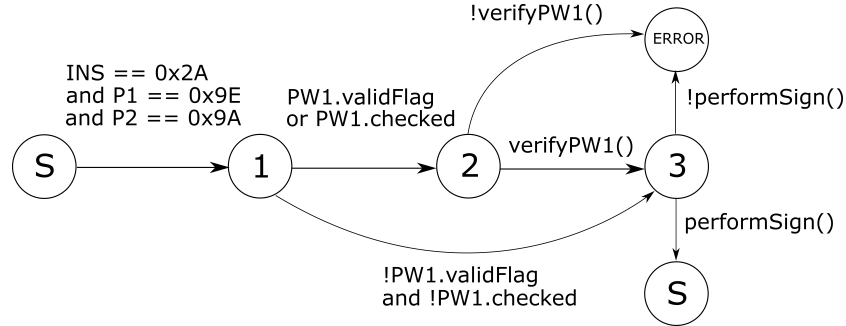 !verifyPW1()
ERROR
INS == 0x2A
and P1 == 0x9E
and P2 == 0x9A
PW1.validFlag
or PW1.checked
!performSign()
verifyPW1()
S
1
2
3
performSign()
!PW1.validFlag
and !PW1.checked
S